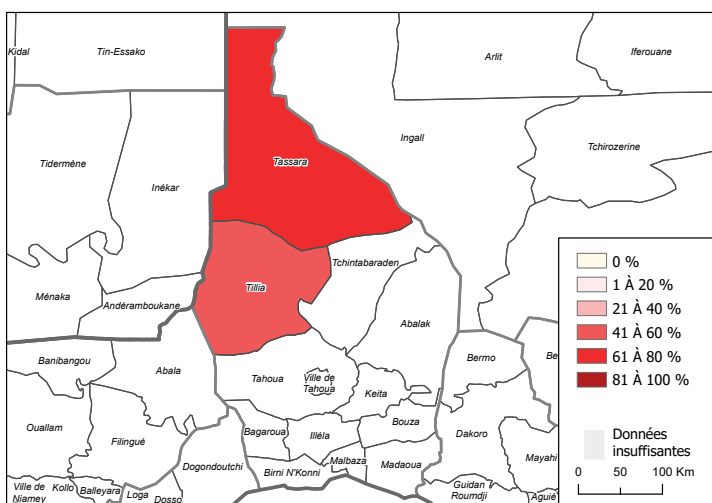 Kidal
Tin-Essako
Arlit
Iferouane
Ingall
Tchirozerine
Tidermène
Inékar
Tassara
Tchintabaraden
Tillia
Ménaka
Andéramboukane
Abalak
Banibangou
Abala
Tahoua
Ville de
Tahoua
Keita
Bermo
Be
Ouallam
Filingué
Bagaroua
Illéla
Bouza
Dakoro
Mayahi
Dogondoutchi
Birni N'Konni
Malbaza
Madaoua
Ville de
Niamey
Kollo
Balleyara
Loga
Dosso
Guidan
Roumdji
Aguié
0 %
1 À 20 %
21 À 40 %
41 À 60 %
61 À 80 %
81 À 100 %
Données
insuffisantes
0 50 100 Km